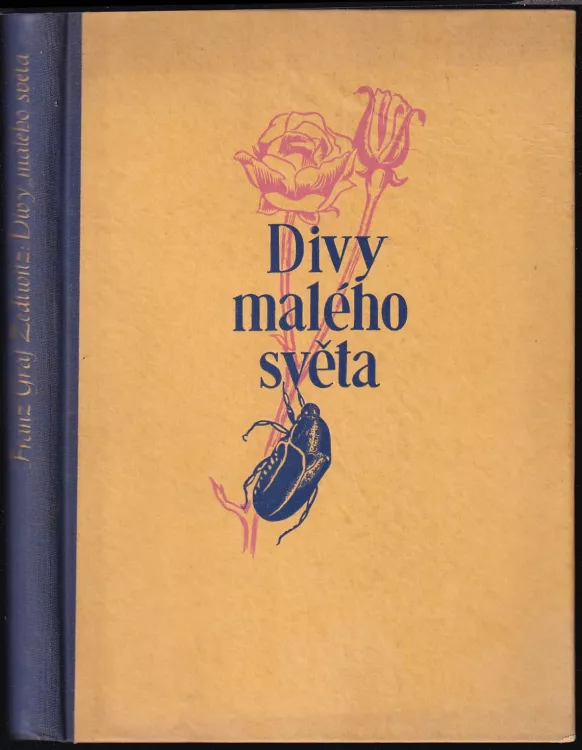 Divy
malého
světa
Franz Graf Zedtwitz: Divy malého světa